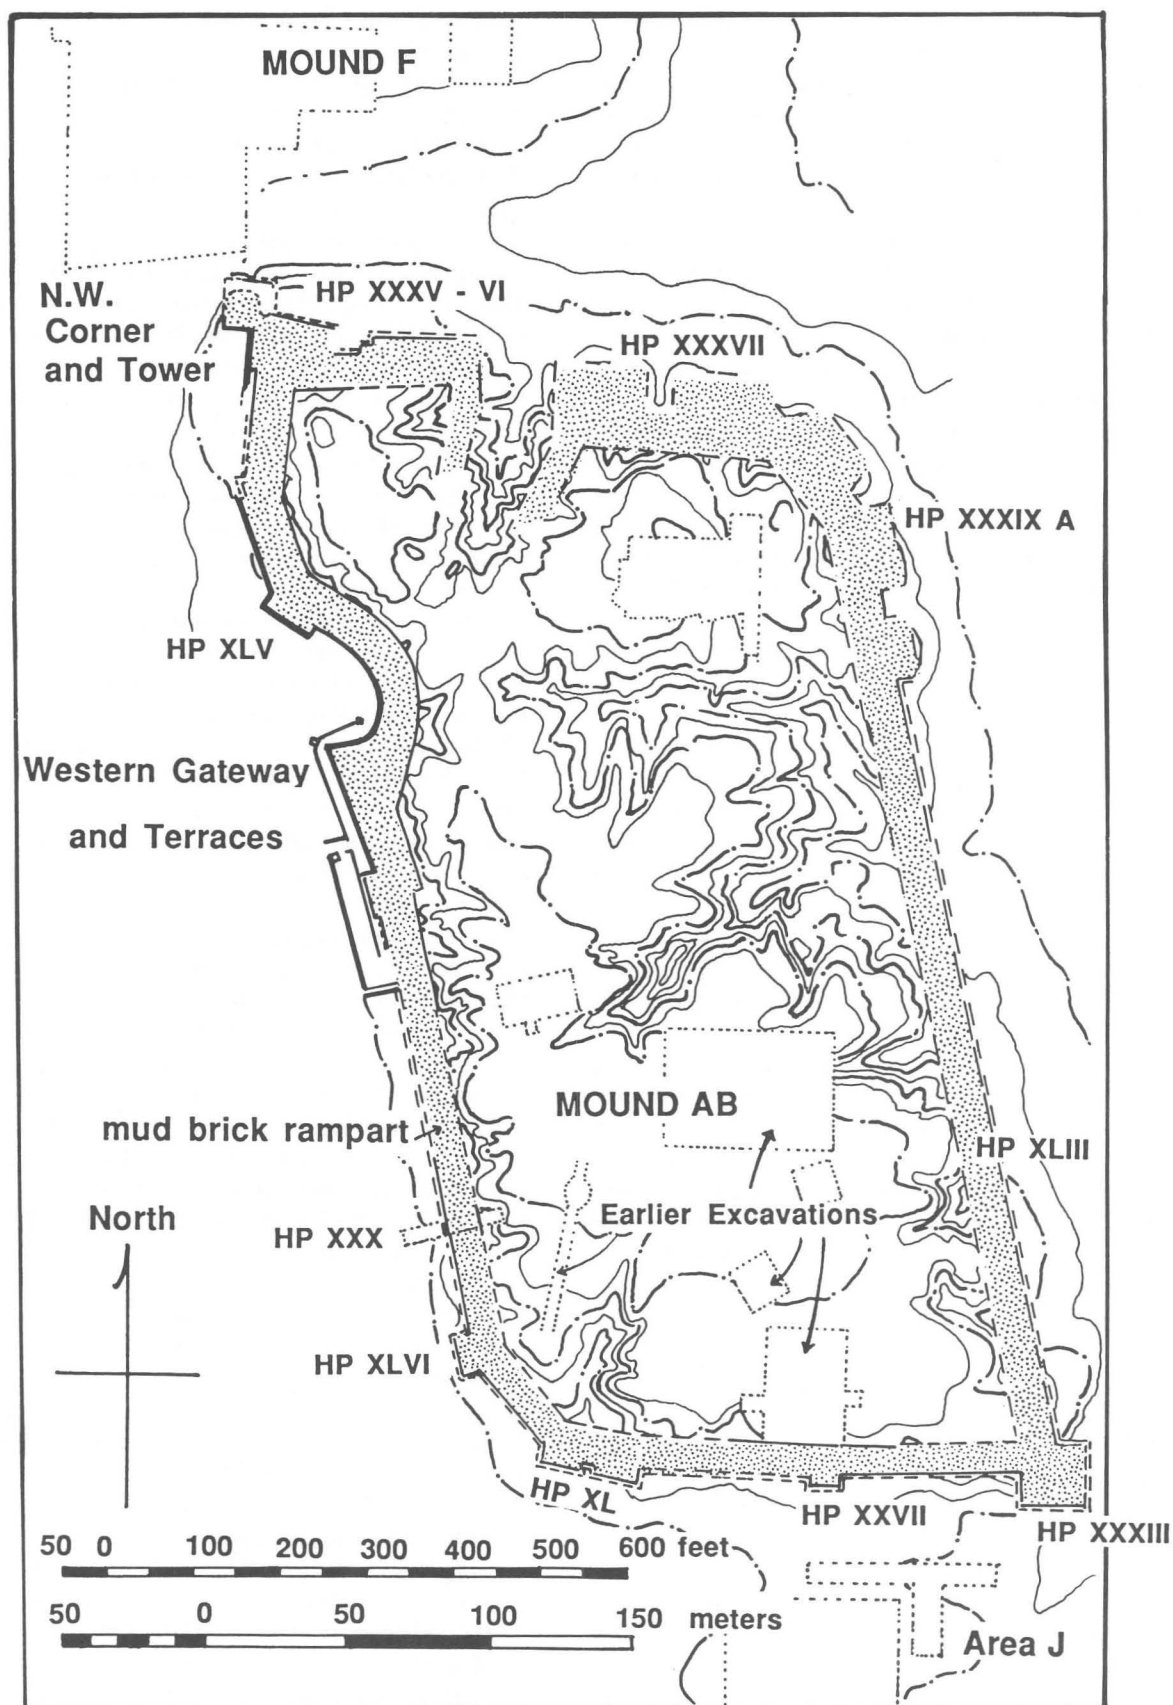 MOUND F
N.W.
Corner
and Tower
HP XXXV - VI
HP XXXVII
HP XXXIX A
HP XLV
Western Gateway
and Terraces
MOUND AB
mud brick rampart
HP XLIII
North
Earlier Excavations
HP XXX
HP XLVI
HP XL
HP XXVII
HP XXXIII
50 0 100 200 300 400 500 600 feet
50 0 50 100 150 meters
Area J